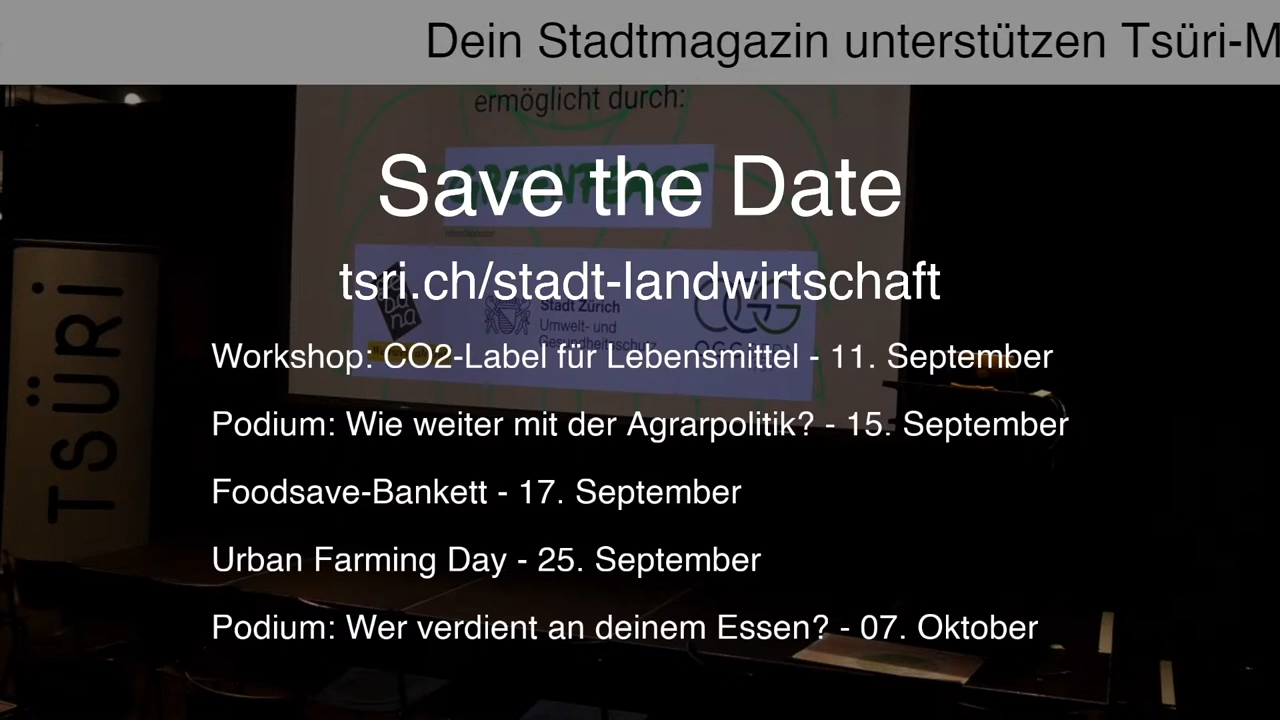 Dein Stadtmagazin unterstützen Tsüri-M
ermöglicht durch:
Save the Date
tsri.ch/stadt-landwirtschaft
Stadt Zürich
Umwelt- und
Gesundheitsschutz
Workshop: CO2-Label für Lebensmittel - 11. September
Podium: Wie weiter mit der Agrarpolitik? - 15. September
Foodsave-Bankett - 17. September
Urban Farming Day - 25. September
Podium: Wer verdient an deinem Essen? - 07. Oktober
TSÜRi